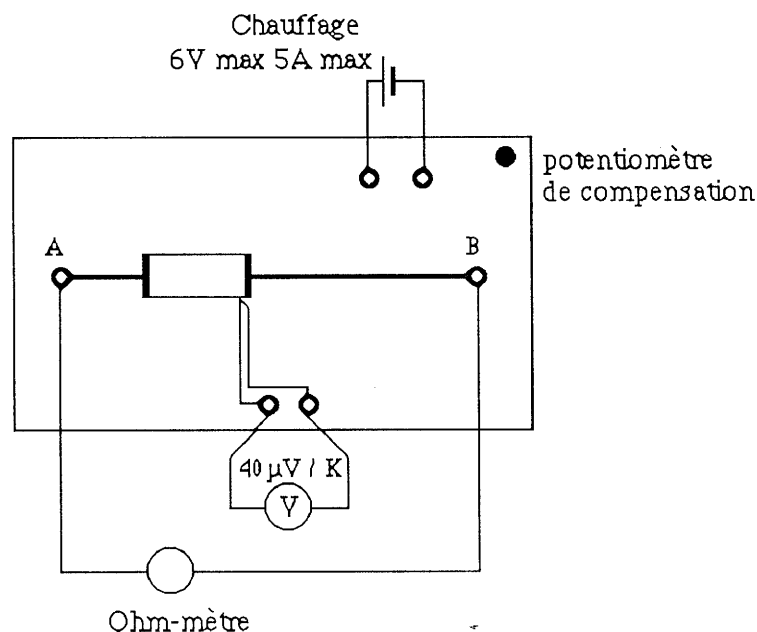 Chauffage
6V max 5A max
potentiomètre
de compensation
A
B
40 µV / K
V
Ohm-mètre